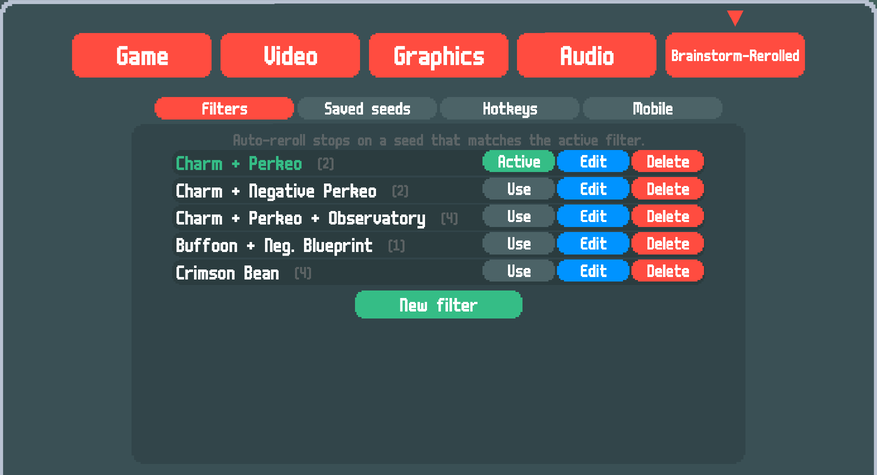 Game Video Graphics Audio Brainstorm-Rerolled
Filters Saved seeds Hotkeys Mobile
Auto-reroll stops on a seed that matches the active filter.
Charm + Perkeo (2) Active Edit Delete
Charm + Negative Perkeo (2) Use Edit Delete
Charm + Perkeo + Observatory (4) Use Edit Delete
Buffoon + Neg. Blueprint (1) Use Edit Delete
Crimson Bean (4) Use Edit Delete
New filter